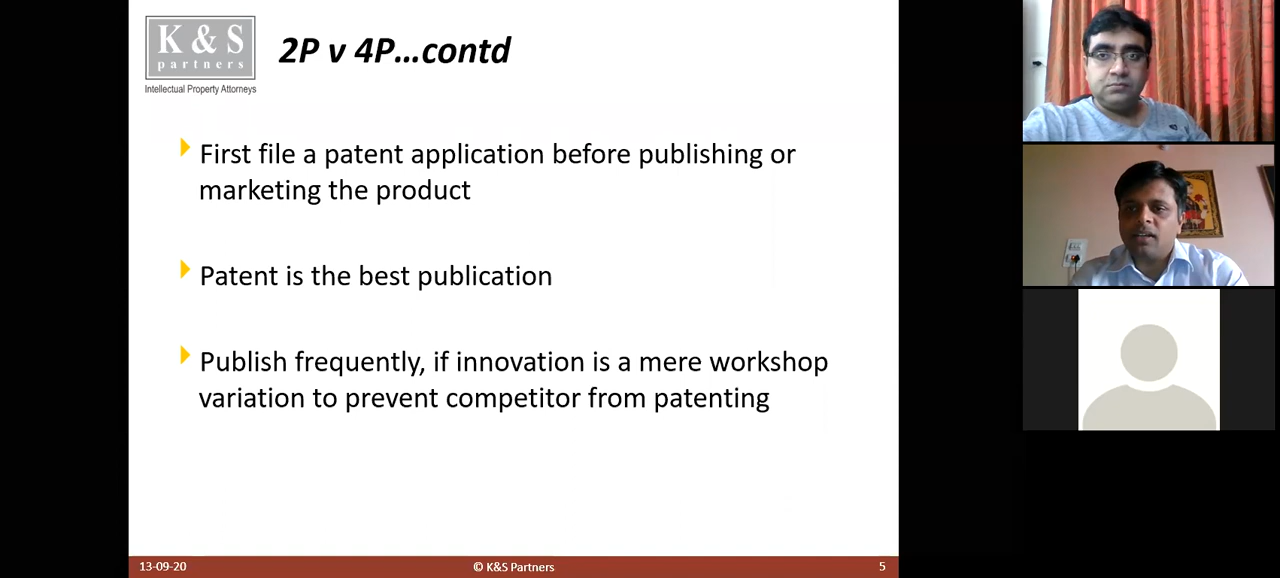 K & S
partners
Intellectual Property Attorneys
2P v 4P...contd
First file a patent application before publishing or
marketing the product
Patent is the best publication
Publish frequently, if innovation is a mere workshop
variation to prevent competitor from patenting
13-09-20
© K&S Partners
5